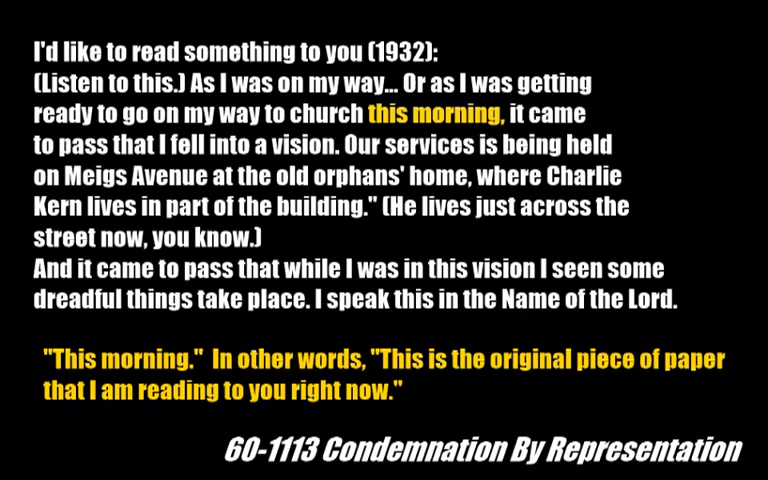 I'd like to read something to you (1932):
(Listen to this.) As I was on my way... Or as I was getting
ready to go on my way to church this morning, it came
to pass that I fell into a vision. Our services is being held
on Meigs Avenue at the old orphans' home, where Charlie
Kern lives in part of the building." (He lives just across the
street now, you know.)
And it came to pass that while I was in this vision I seen some
dreadful things take place. I speak this in the Name of the Lord.
"This morning." In other words, "This is the original piece of paper
that I am reading to you right now."
60-1113 Condemnation By Representation